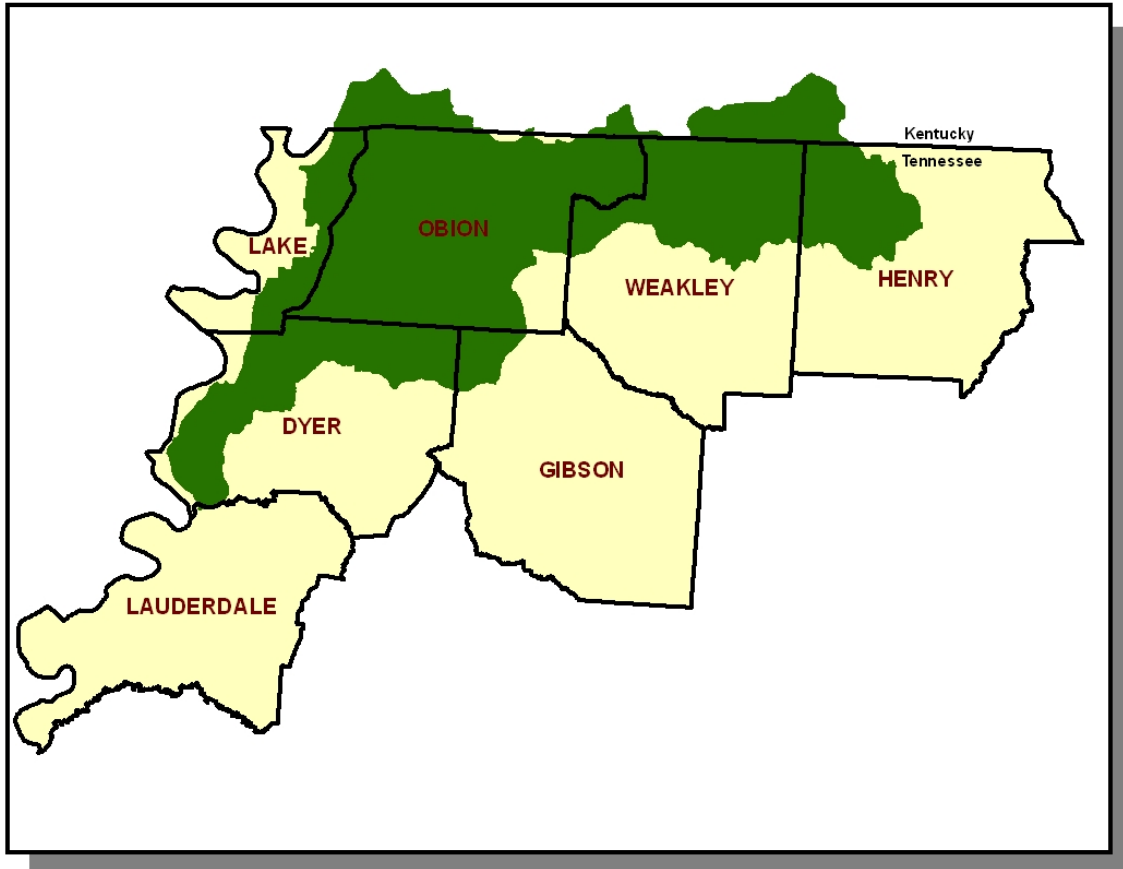 Kentucky
Tennessee
OBION
LAKE
HENRY
WEAKLEY
DYER
GIBSON
LAUDERDALE